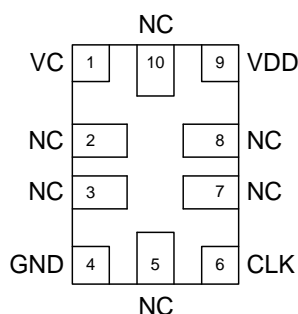 NC
VC 1 10 9 VDD
NC 2 8 NC
NC 3 7 NC
GND 4 5 6 CLK
NC